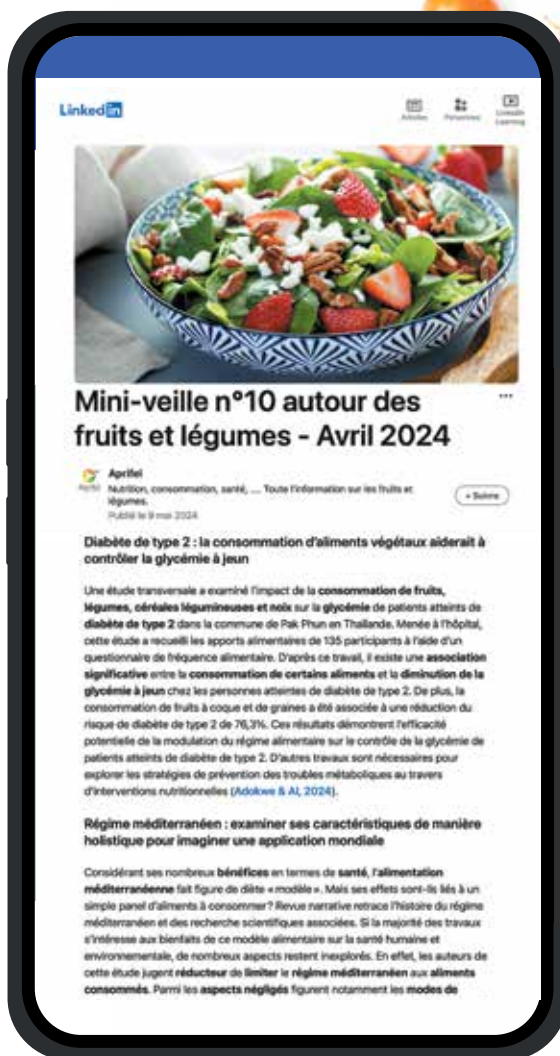 Linked in
Articles Personnes LinkedIn
Learning
Mini-veille n°10 autour des
fruits et légumes - Avril 2024
Aprifel
Nutrition, consommation, santé, .... Toute l'information sur les fruits et
légumes.
Publié le 9 mai 2024
+ Suivre
Diabète de type 2 : la consommation d'aliments végétaux aiderait à
contrôler la glycémie à jeun
Une étude transversale a examiné l'impact de la consommation de fruits,
légumes, céréales légumineuses et noix sur la glycémie de patients atteints de
diabète de type 2 dans la commune de Pak Phun en Thaïlande. Menée à l'hôpital,
cette étude a recueilli les apports alimentaires de 135 participants à l'aide d'un
questionnaire de fréquence alimentaire. D'après ce travail, il existe une association
significative entre la consommation de certains aliments et la diminution de la
glycémie à jeun chez les personnes atteintes de diabète de type 2. De plus, la
consommation de fruits à coque et de graines a été associée à une réduction du
risque de diabète de type 2 de 76,3%. Ces résultats démontrent l'efficacité
potentielle de la modulation du régime alimentaire sur le contrôle de la glycémie de
patients atteints de diabète de type 2. D'autres travaux sont nécessaires pour
explorer les stratégies de prévention des troubles métaboliques au travers
d'interventions nutritionnelles (Adokwe & Al, 2024).
Régime méditerranéen : examiner ses caractéristiques de manière
holistique pour imaginer une application mondiale
Considérant ses nombreux bénéfices en termes de santé, l'alimentation
méditerranéenne fait figure de diète « modèle ». Mais ses effets sont-ils liés à un
simple panel d'aliments à consommer ? Revue narrative retrace l'histoire du régime
méditerranéen et des recherche scientifiques associées. Si la majorité des travaux
s'intéresse aux bienfaits de ce modèle alimentaire sur la santé humaine et
environnementale, de nombreux aspects restent inexplorés. En effet, les auteurs de
cette étude jugent réducteur de limiter le régime méditerranéen aux aliments
consommés. Parmi les aspects négligés figurent notamment les modes de